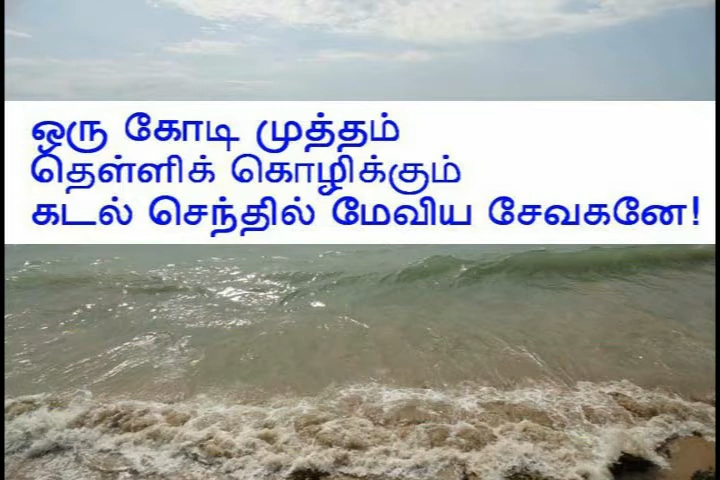 ஒரு கோடி முத்தம்
தெள்ளிக் கொழிக்கும்
கடல் செந்தில் மேவிய சேவகனே!